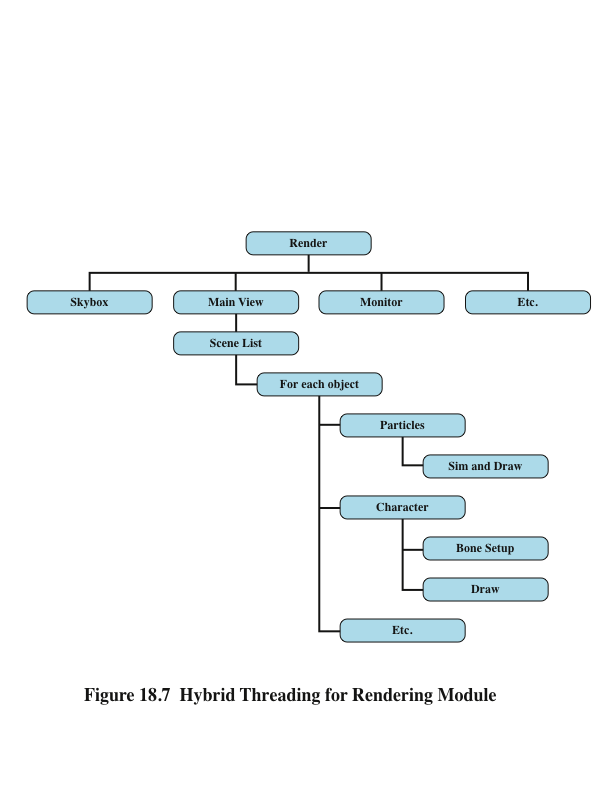 Render
Skybox
Main View
Monitor
Etc.
Scene List
For each object
Particles
Sim and Draw
Character
Bone Setup
Draw
Etc.
Figure 18.7 Hybrid Threading for Rendering Module